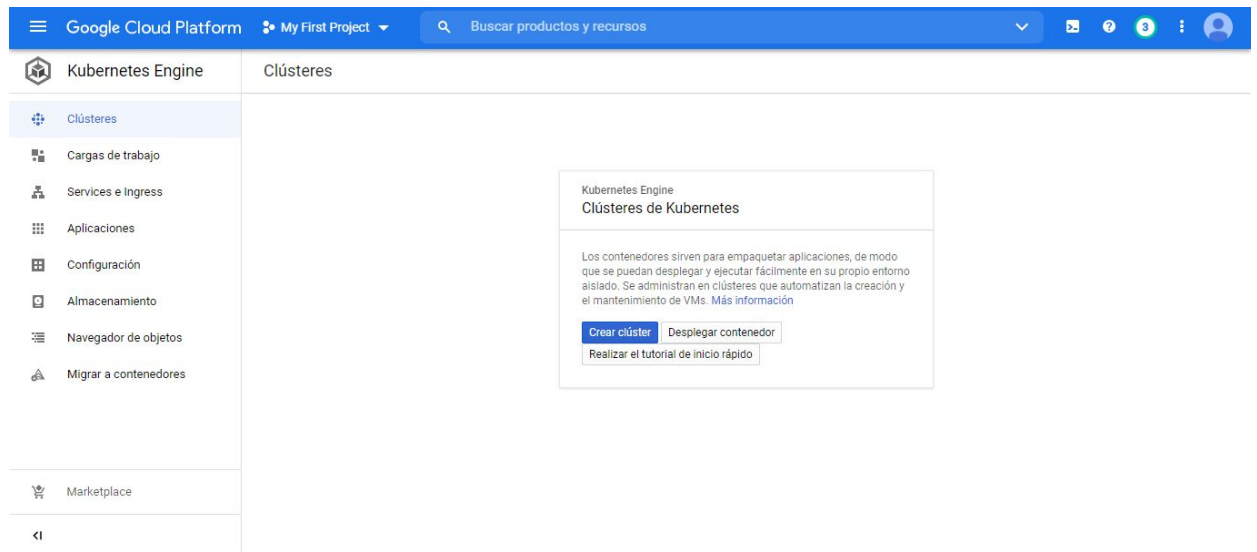 Google Cloud Platform
My First Project
Buscar productos y recursos
3
Kubernetes Engine
Clústeres
Clústeres
Cargas de trabajo
Services e Ingress
Aplicaciones
Configuración
Almacenamiento
Navegador de objetos
Migrar a contenedores
Marketplace
Kubernetes Engine
Clústeres de Kubernetes
Los contenedores sirven para empaquetar aplicaciones, de modo
que se puedan desplegar y ejecutar fácilmente en su propio entorno
aislado. Se administran en clústeres que automatizan la creación y
el mantenimiento de VMs. Más información
Crear clúster
Desplegar contenedor
Realizar el tutorial de inicio rápido